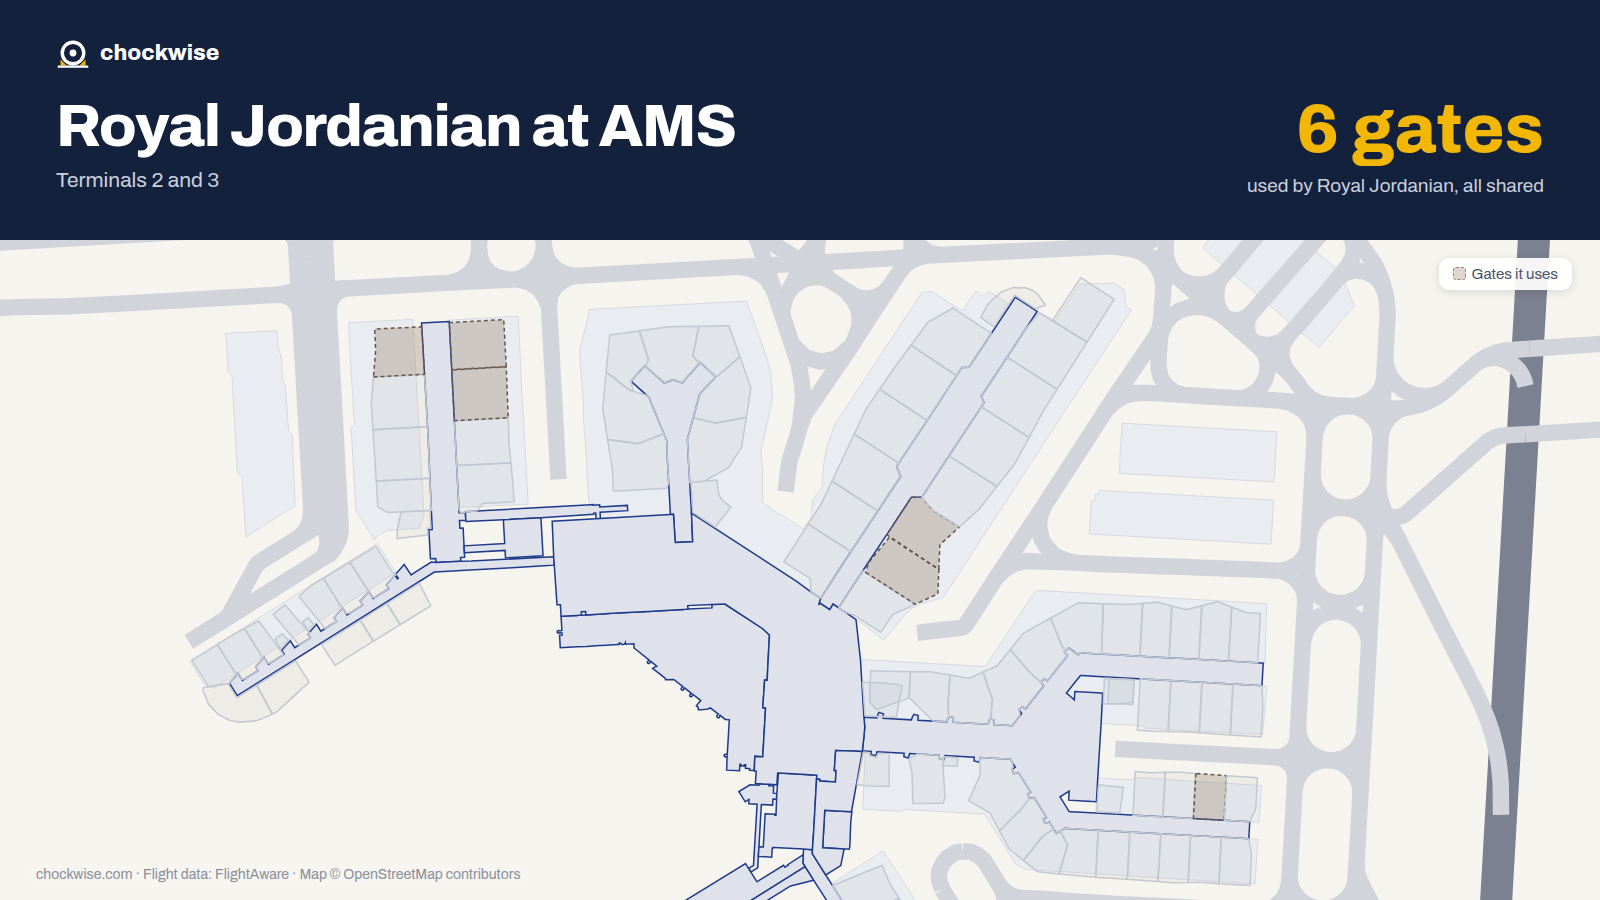 chockwise
Royal Jordanian at AMS
Terminals 2 and 3
6 gates
used by Royal Jordanian, all shared
Gates it uses
chockwise.com · Flight data: FlightAware · Map © OpenStreetMap contributors